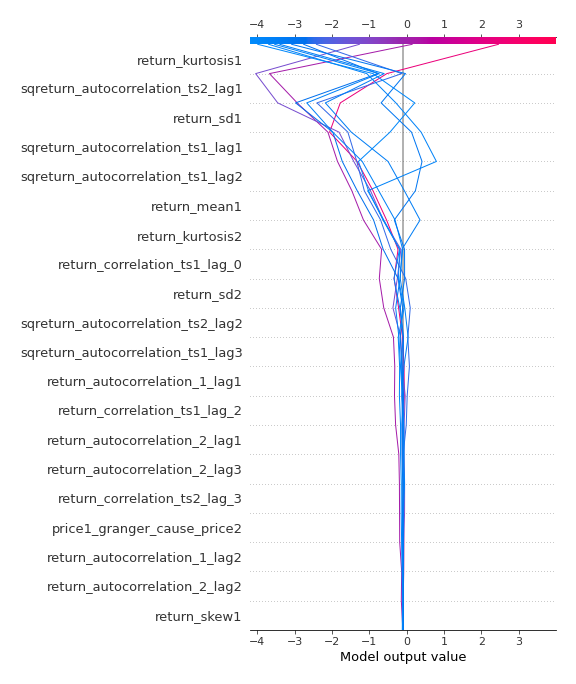 −4 −3 −2 −1 0 1 2 3
return_kurtosis1
sqreturn_autocorrelation_ts2_lag1
return_sd1
sqreturn_autocorrelation_ts1_lag1
sqreturn_autocorrelation_ts1_lag2
return_mean1
return_kurtosis2
return_correlation_ts1_lag_0
return_sd2
sqreturn_autocorrelation_ts2_lag2
sqreturn_autocorrelation_ts1_lag3
return_autocorrelation_1_lag1
return_correlation_ts1_lag_2
return_autocorrelation_2_lag1
return_autocorrelation_2_lag3
return_correlation_ts2_lag_3
price1_granger_cause_price2
return_autocorrelation_1_lag2
return_autocorrelation_2_lag2
return_skew1
−4 −3 −2 −1 0 1 2 3
Model output value